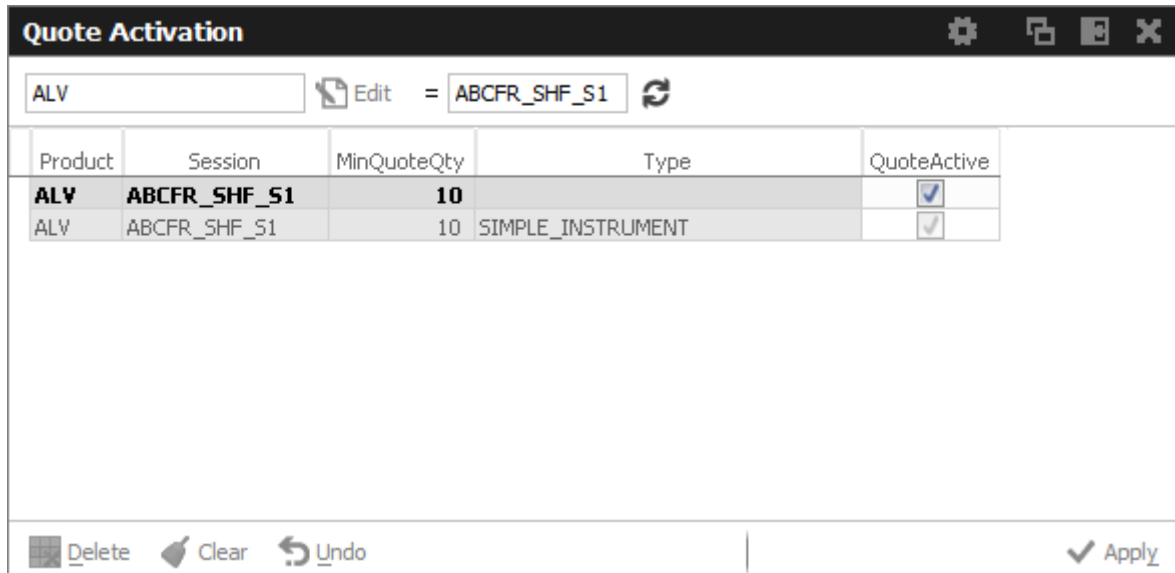 Quote Activation
ALV Edit = ABCFR_SHF_S1
Product Session MinQuoteQty Type QuoteActive
ALV ABCFR_SHF_S1 10
ALV ABCFR_SHF_S1 10 SIMPLE_INSTRUMENT
Delete Clear Undo Apply